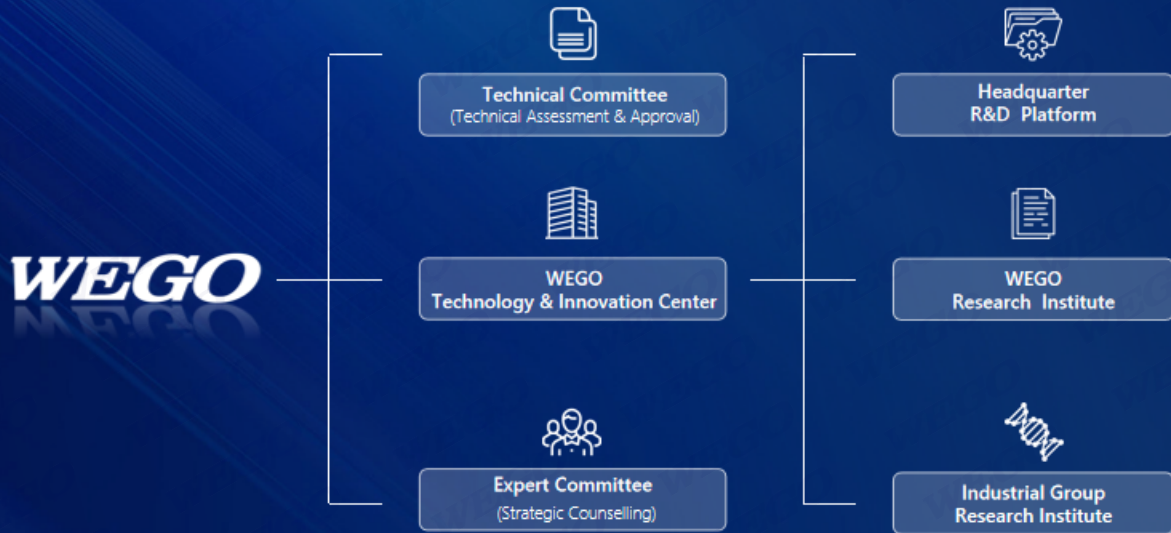 WEGO
Technical Committee
(Technical Assessment & Approval)
WEGO
Technology & Innovation Center
Expert Committee
(Strategic Counselling)
Headquarter
R&D Platform
WEGO
Research Institute
Industrial Group
Research Institute